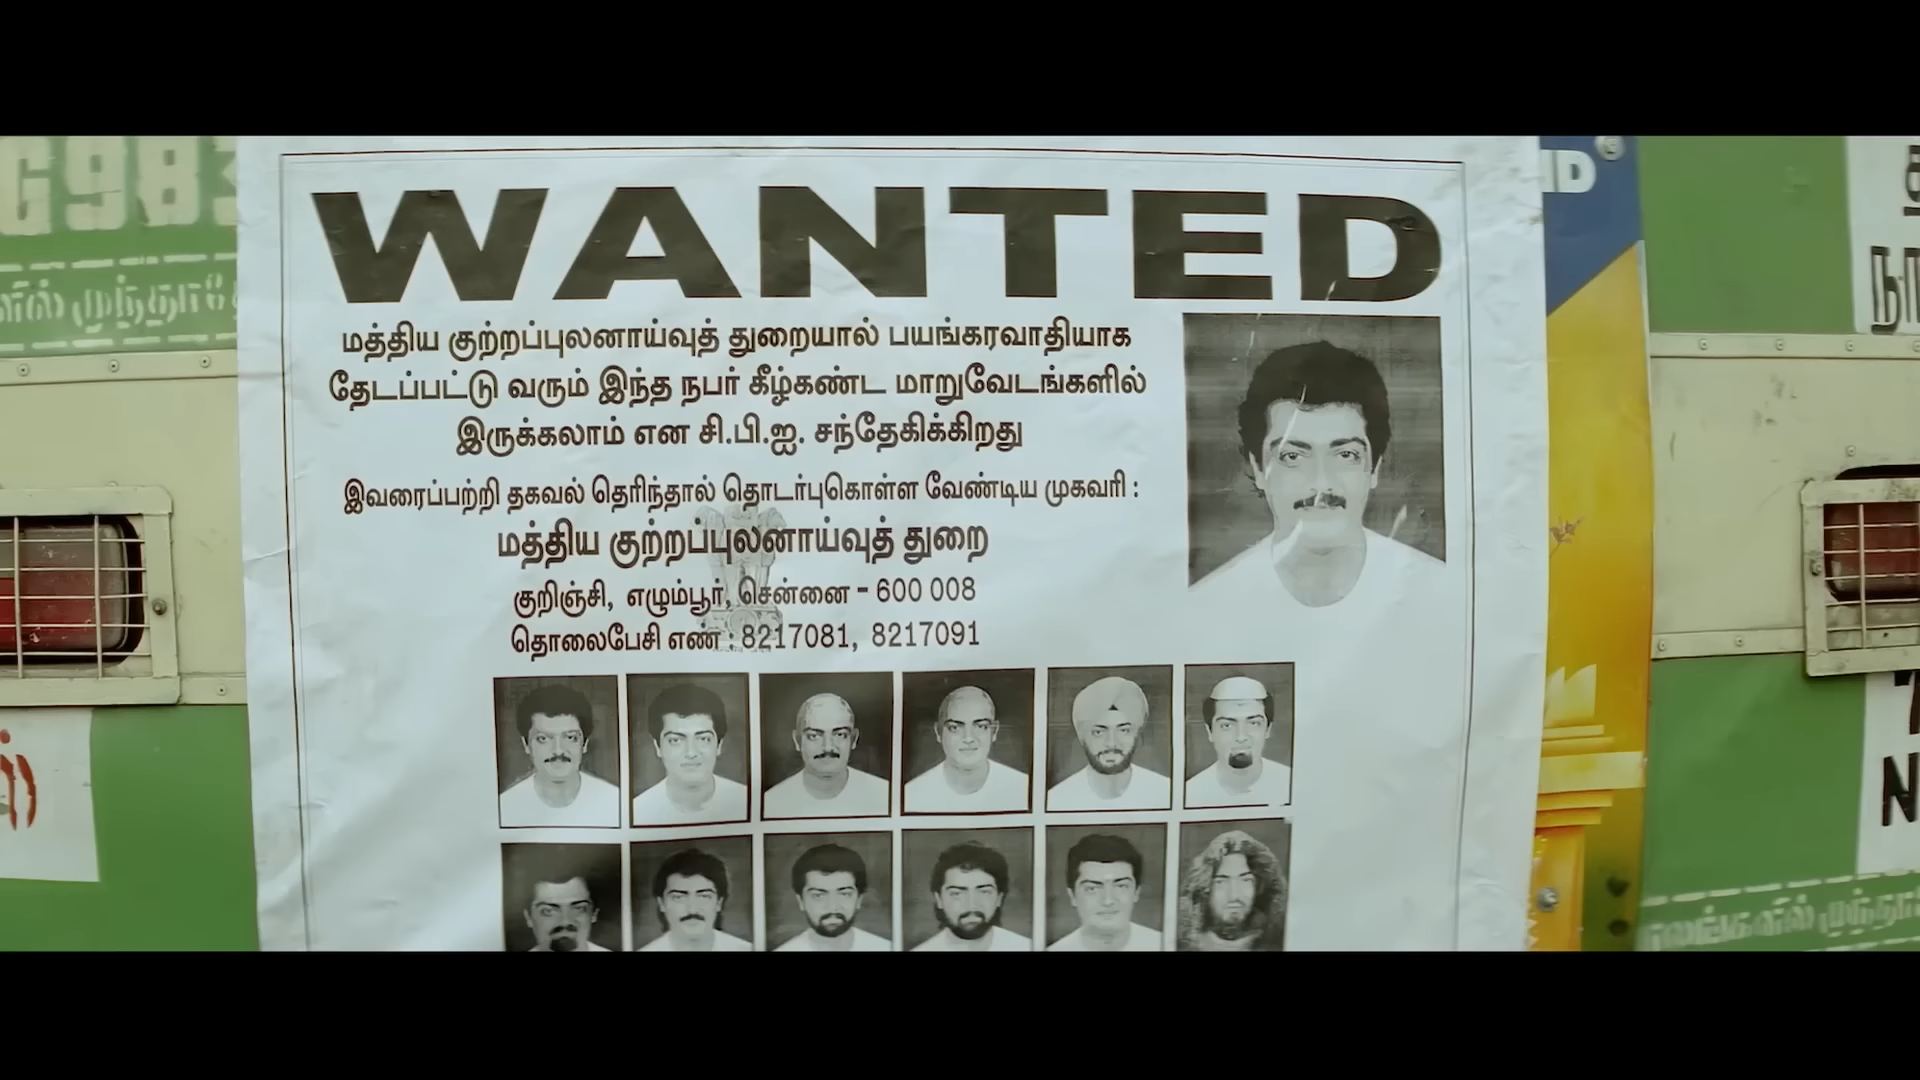 WANTED
மத்திய குற்றப்புலனாய்வுத் துறையால் பயங்கரவாதியாக
தேடப்பட்டு வரும் இந்த நபர் கீழ்கண்ட மாறுவேடங்களில்
இருக்கலாம் என சி.பி.ஐ. சந்தேகிக்கிறது
இவரைப்பற்றி தகவல் தெரிந்தால் தொடர்புகொள்ள வேண்டிய முகவரி :
மத்திய குற்றப்புலனாய்வுத் துறை
குறிஞ்சி, எழும்பூர், சென்னை - 600 008
தொலைபேசி எண் : 8217081, 8217091